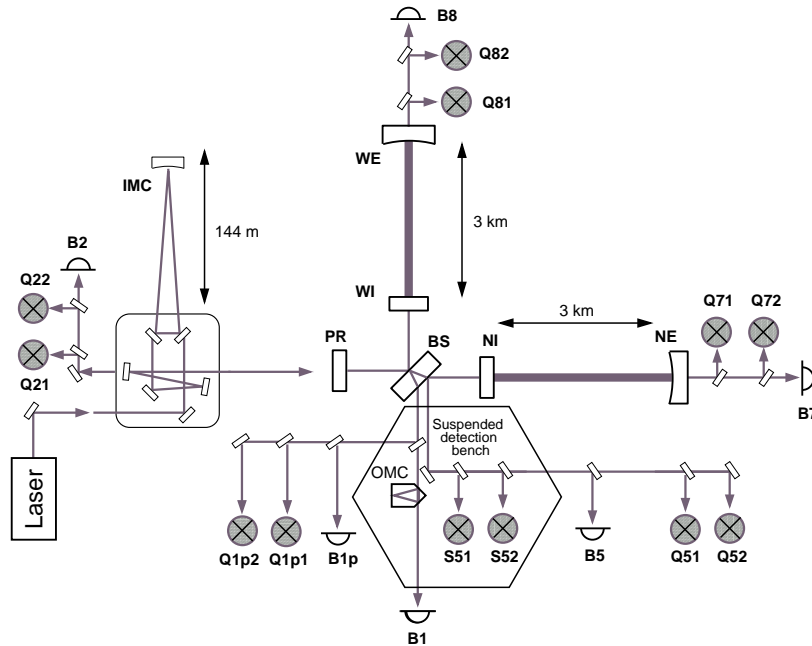 B8
Q82
Q81
WE
IMC
144 m
3 km
B2
Q22
WI
3 km
Q71
Q72
PR
BS
NI
NE
Q21
B7
Suspended
detection
bench
OMC
Laser
Q1p2
Q1p1
B1p
S51
S52
B5
Q51
Q52
B1